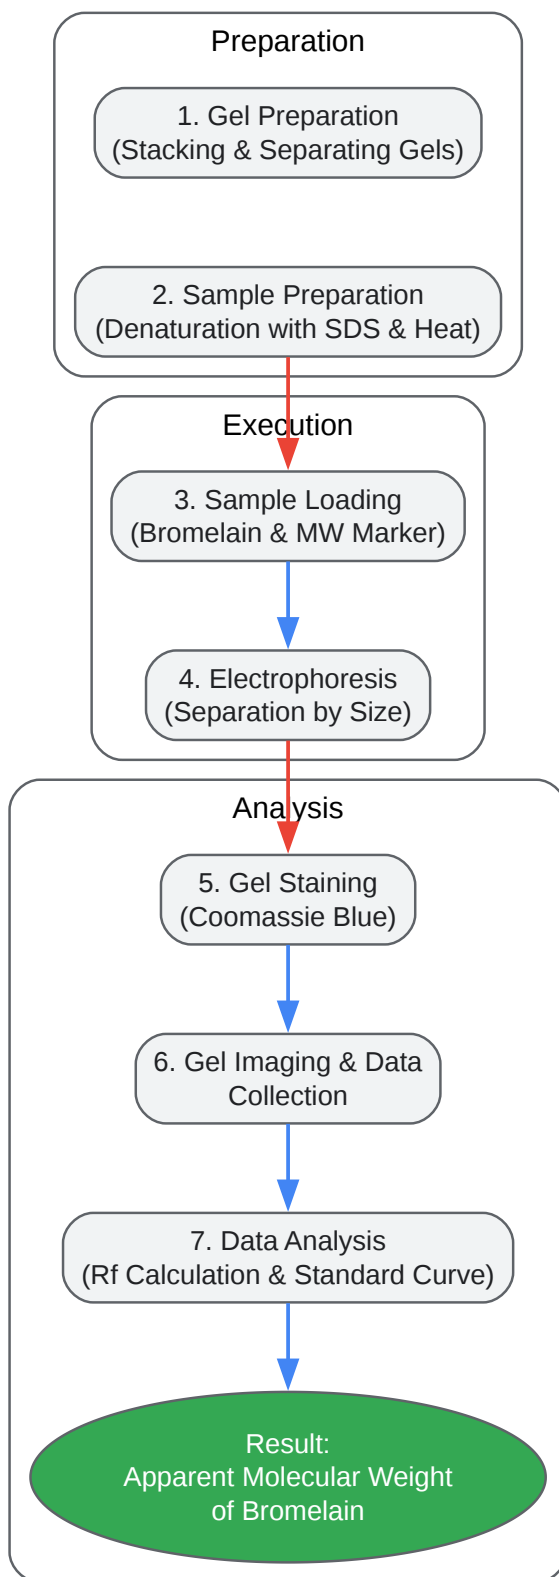 Preparation
1. Gel Preparation
(Stacking & Separating Gels)
2. Sample Preparation
(Denaturation with SDS & Heat)
Execution
3. Sample Loading
(Bromelain & MW Marker)
4. Electrophoresis
(Separation by Size)
Analysis
5. Gel Staining
(Coomassie Blue)
6. Gel Imaging & Data
Collection
7. Data Analysis
(Rf Calculation & Standard Curve)
Result:
Apparent Molecular Weight
of Bromelain